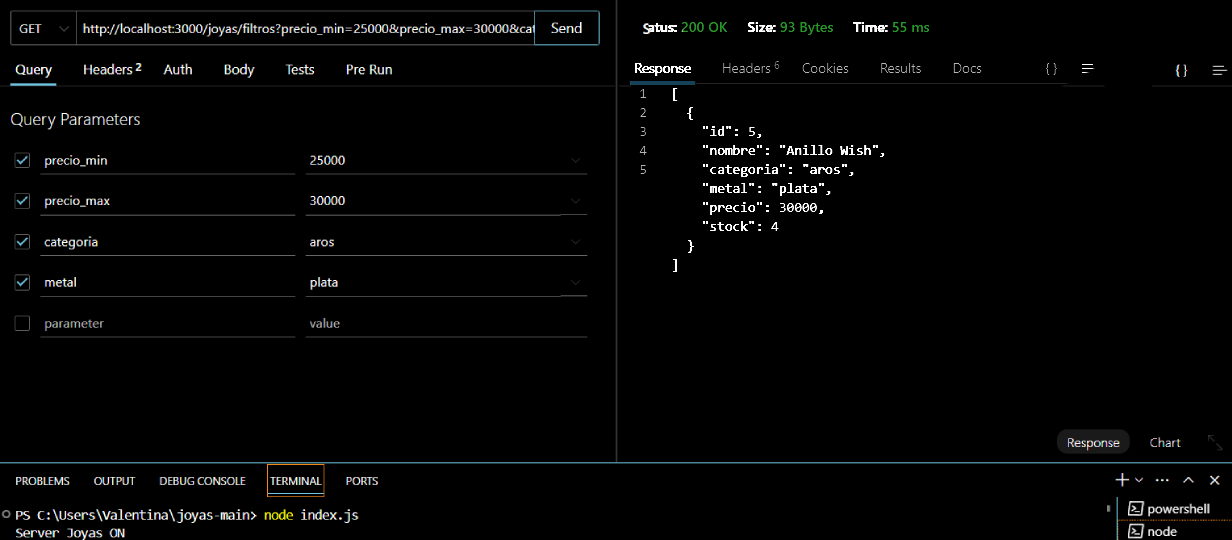 GET http://localhost:3000/joyas/filtros?precio_min=25000&precio_max=30000&cat Send
Query Headers 2 Auth Body Tests Pre Run
Query Parameters
precio_min 25000
precio_max 30000
categoria aros
metal plata
parameter value
Satus: 200 OK Size: 93 Bytes Time: 55 ms
Response Headers 6 Cookies Results Docs {} {}
1 [
2 {
3 "id": 5,
4 "nombre": "Anillo Wish",
5 "categoria": "aros",
"metal": "plata",
"precio": 30000,
"stock": 4
}
]
Response Chart
PROBLEMS OUTPUT DEBUG CONSOLE TERMINAL PORTS
PS C:\Users\Valentina\joyas-main> node index.js
Server Joyas ON
powershell
node